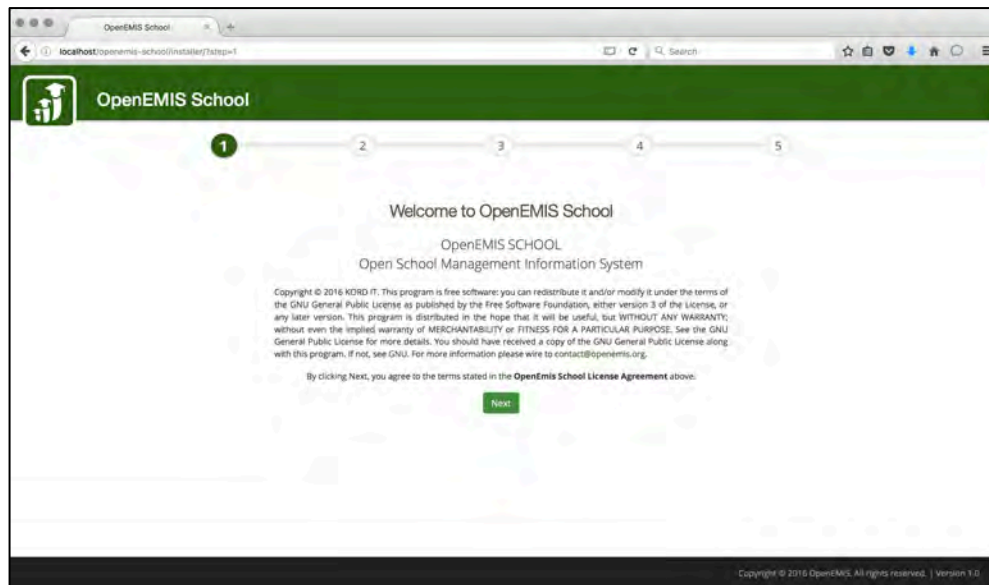 OpenEMIS School
localhost/openemis-school/installer/?step=1
Search
OpenEMIS School
1 2 3 4 5
Welcome to OpenEMIS School
OpenEMIS SCHOOL
Open School Management Information System
Copyright © 2016 KORD IT. This program is free software: you can redistribute it and/or modify it under the terms of
the GNU General Public License as published by the Free Software Foundation, either version 3 of the License, or
any later version. This program is distributed in the hope that it will be useful, but WITHOUT ANY WARRANTY;
without even the implied warranty of MERCHANTABILITY or FITNESS FOR A PARTICULAR PURPOSE. See the GNU
General Public License for more details. You should have received a copy of the GNU General Public License along
with this program. If not, see GNU. For more information please wire to contact@openemis.org.
By clicking Next, you agree to the terms stated in the OpenEmis School License Agreement above.
Next
Copyright © 2016 OpenEMIS. All rights reserved. | Version 1.0